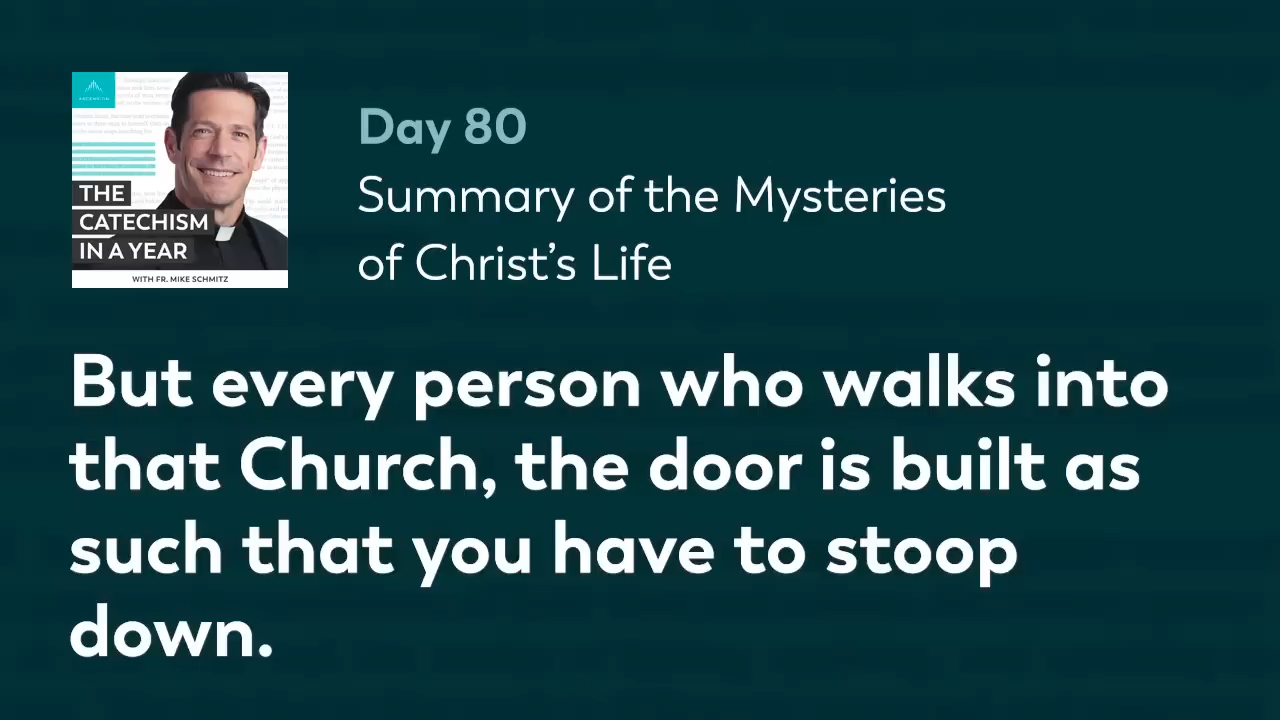 ASCENSION
THE
CATECHISM
IN A YEAR
WITH FR. MIKE SCHMITZ
Day 80
Summary of the Mysteries
of Christ's Life
But every person who walks into
that Church, the door is built as
such that you have to stoop
down.